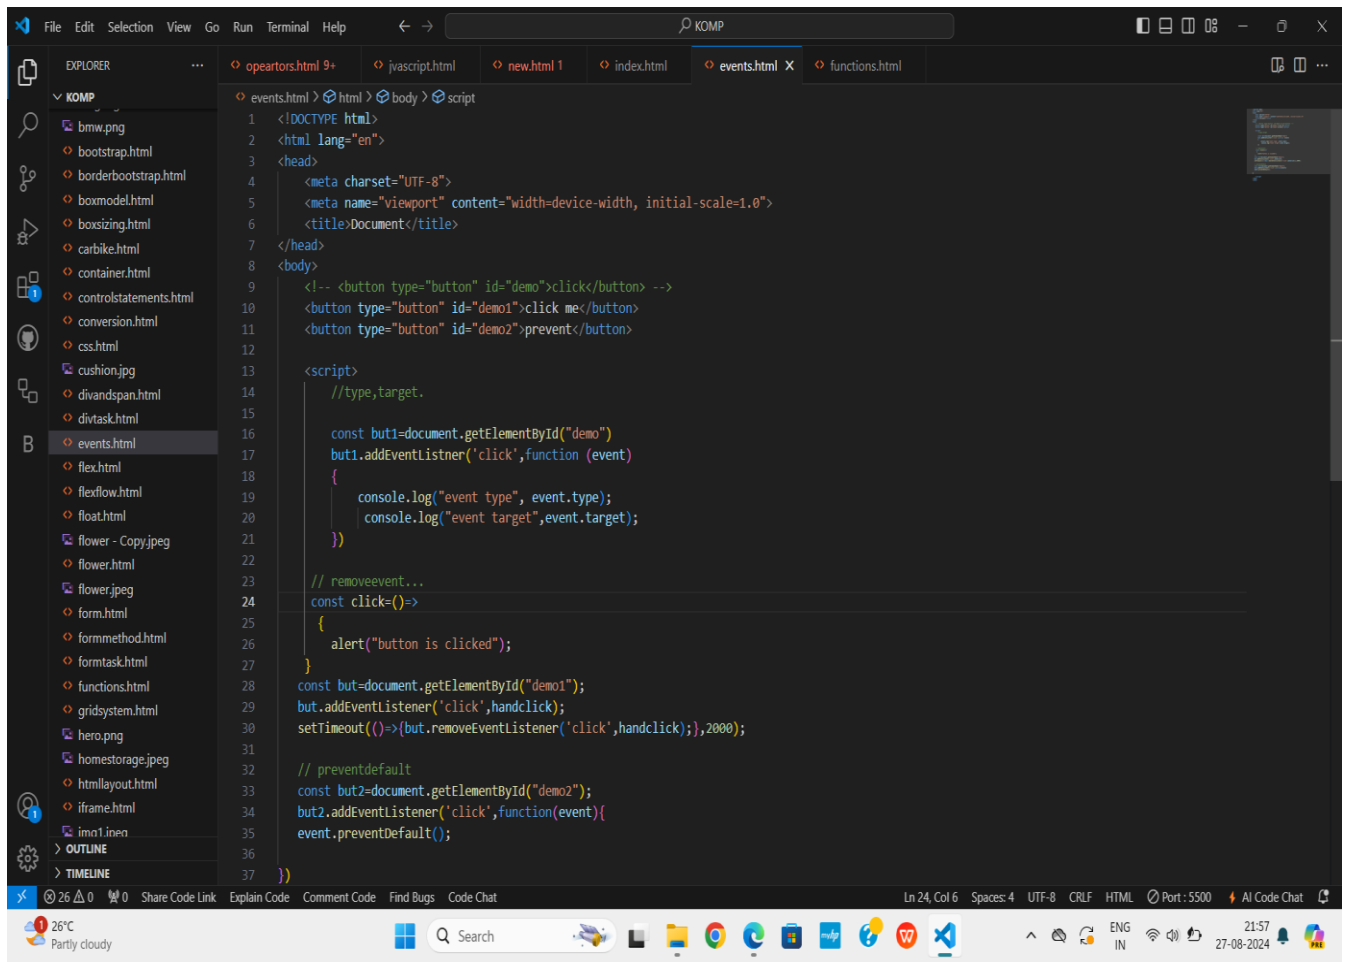 File Edit Selection View Go Run Terminal Help
KOMP
EXPLORER
opeartors.html 9+
jvascript.html
new.html 1
index.html
events.html
functions.html
KOMP
bmw.png
bootstrap.html
borderbootstrap.html
boxmodel.html
boxsizing.html
carbike.html
container.html
controlstatements.html
conversion.html
css.html
cushion.jpg
divandspan.html
divtask.html
events.html
flex.html
flexflow.html
float.html
flower - Copy.jpeg
flower.html
flower.jpeg
form.html
formmethod.html
formtask.html
functions.html
gridsystem.html
hero.png
homestorage.jpeg
htmllayout.html
iframe.html
img1.jpeg
OUTLINE
TIMELINE
events.html > html > body > script
1 <!DOCTYPE html>
2 <html lang="en">
3 <head>
4 <meta charset="UTF-8">
5 <meta name="viewport" content="width=device-width, initial-scale=1.0">
6 <title>Document</title>
7 </head>
8 <body>
9 <!-- <button type="button" id="demo">click</button> -->
10 <button type="button" id="demo1">click me</button>
11 <button type="button" id="demo2">prevent</button>
12
13 <script>
14 //type,target.
15
16 const but1=document.getElementById("demo")
17 but1.addEventListner('click',function (event)
18 {
19 console.log("event type", event.type);
20 console.log("event target",event.target);
21 })
22
23 // removeevent...
24 const click=()=>
25 {
26 alert("button is clicked");
27 }
28 const but=document.getElementById("demo1");
29 but.addEventListener('click',handclick);
30 setTimeout(()=>{but.removeEventListener('click',handclick);},2000);
31
32 // preventdefault
33 const but2=document.getElementById("demo2");
34 but2.addEventListener('click',function(event){
35 event.preventDefault();
36
37 })
26 0 0 Share Code Link Explain Code Comment Code Find Bugs Code Chat
Ln 24, Col 6 Spaces: 4 UTF-8 CRLF HTML Port : 5500 AI Code Chat
1
1
B
1 26°C
Partly cloudy
Search
ENG
IN
21:57
27-08-2024
PRE